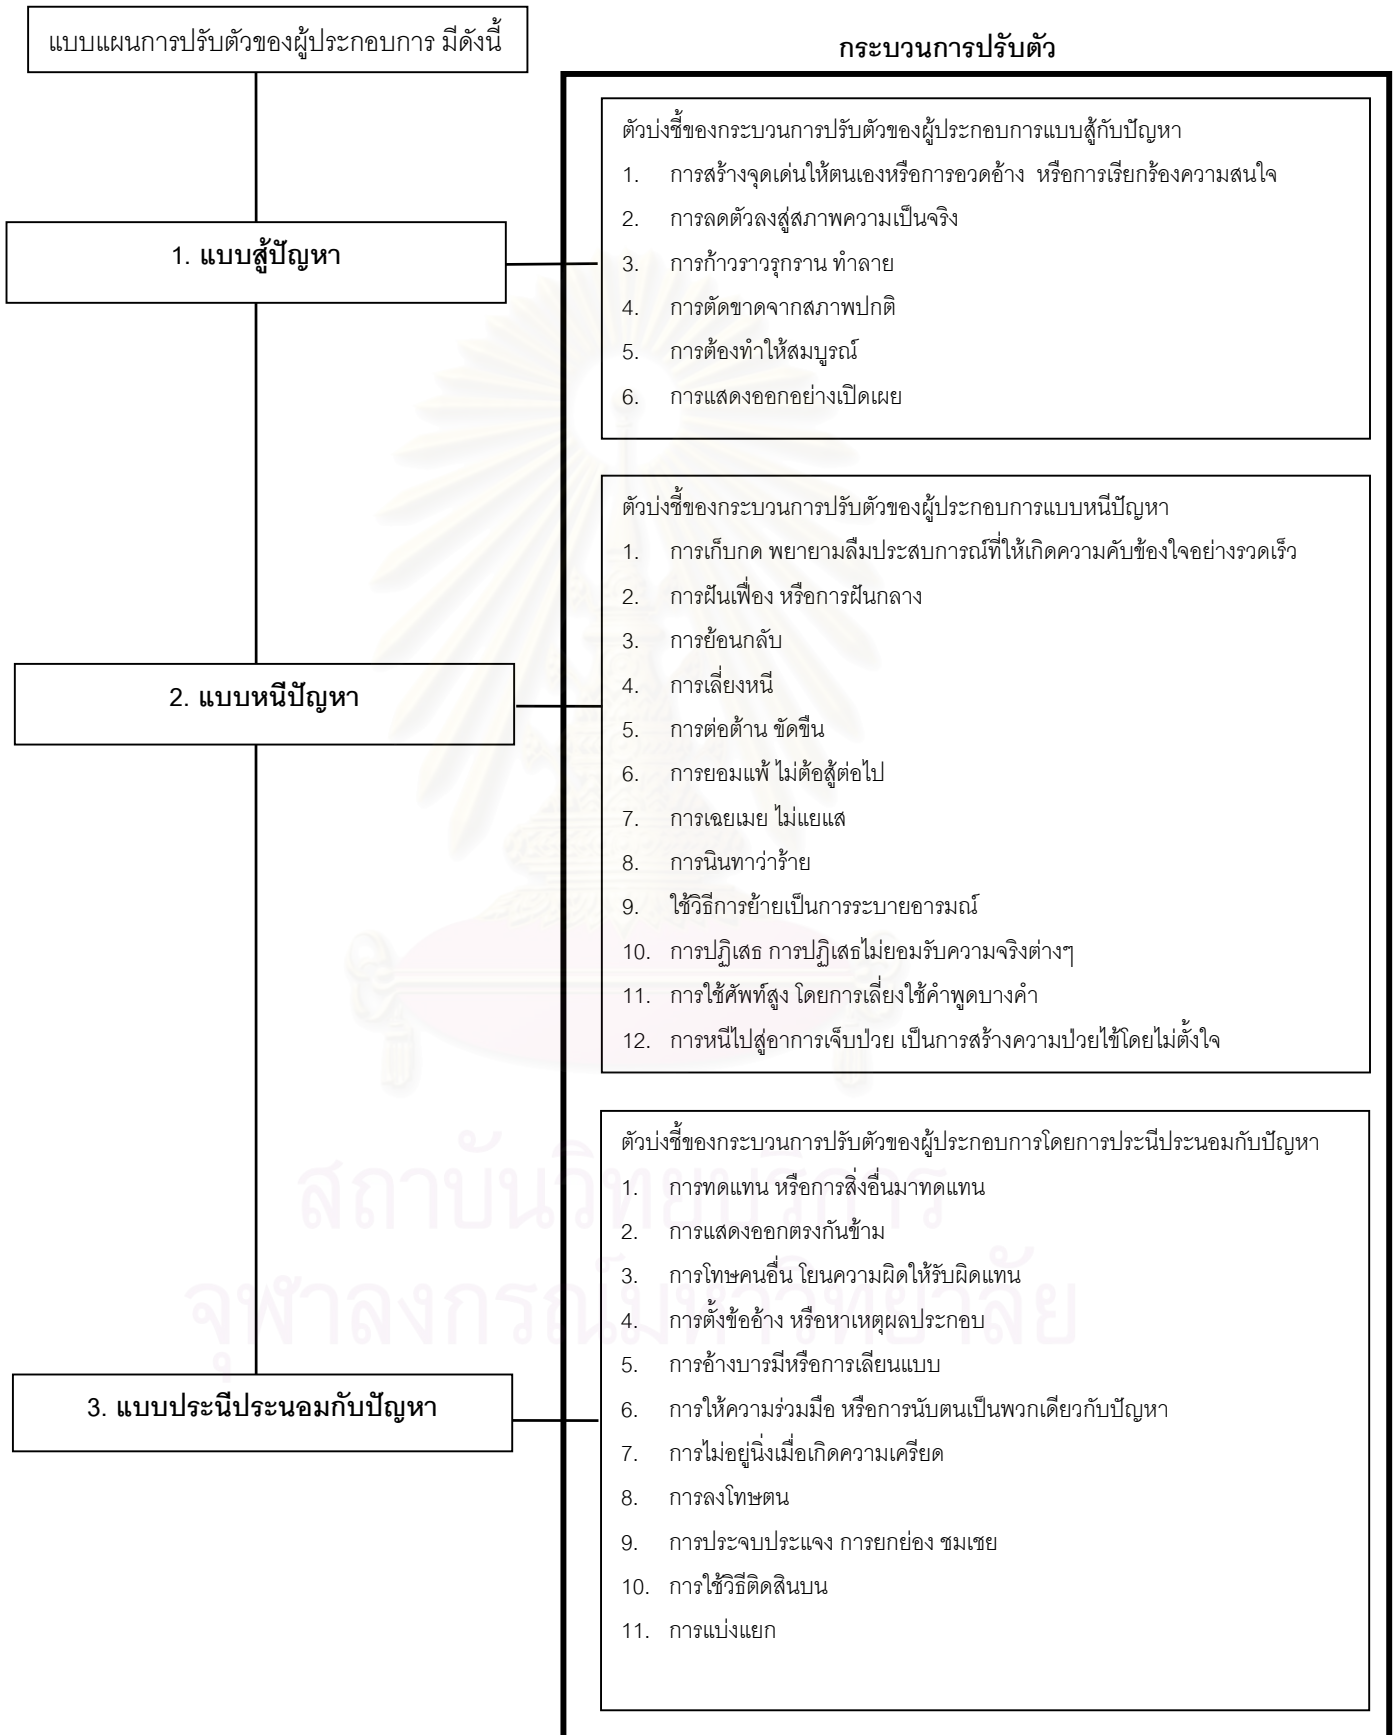 แบบแผนการปรับตัวของผู้ประกอบการ มีดังนี้
กระบวนการปรับตัว
1. แบบสู้ปัญหา
ตัวบ่งชี้ของกระบวนการปรับตัวของผู้ประกอบการแบบสู้กับปัญหา
1. การสร้างจุดเด่นให้ตนเองหรือการอวดอ้าง หรือการเรียกร้องความสนใจ
2. การลดตัวลงสู่สภาพความเป็นจริง
3. การก้าวราวรุกราน ทำลาย
4. การตัดขาดจากสภาพปกติ
5. การต้องทำให้สมบูรณ์
6. การแสดงออกอย่างเปิดเผย
2. แบบหนีปัญหา
ตัวบ่งชี้ของกระบวนการปรับตัวของผู้ประกอบการแบบหนีปัญหา
1. การเก็บกด พยายามลืมประสบการณ์ที่ให้เกิดความคับข้องใจอย่างรวดเร็ว
2. การฝันเฟื่อง หรือการฝันกลาง
3. การย้อนกลับ
4. การเลี่ยงหนี
5. การต่อต้าน ขัดขืน
6. การยอมแพ้ ไม่ต้อสู้ต่อไป
7. การเฉยเมย ไม่แยแส
8. การนินทาว่าร้าย
9. ใช้วิธีการย้ายเป็นการระบายอารมณ์
10. การปฏิเสธ การปฏิเสธไม่ยอมรับความจริงต่างๆ
11. การใช้ศัพท์สูง โดยการเลี่ยงใช้คำพูดบางคำ
12. การหนีไปสู่อาการเจ็บป่วย เป็นการสร้างความป่วยไข้โดยไม่ตั้งใจ
3. แบบประนีประนอมกับปัญหา
ตัวบ่งชี้ของกระบวนการปรับตัวของผู้ประกอบการโดยการประนีประนอมกับปัญหา
1. การทดแทน หรือการสิ่งอื่นมาทดแทน
2. การแสดงออกตรงกันข้าม
3. การโทษคนอื่น โยนความผิดให้รับผิดแทน
4. การตั้งข้ออ้าง หรือหาเหตุผลประกอบ
5. การอ้างบารมีหรือการเลียนแบบ
6. การให้ความร่วมมือ หรือการนับตนเป็นพวกเดียวกับปัญหา
7. การไม่อยู่นิ่งเมื่อเกิดความเครียด
8. การลงโทษตน
9. การประจบประแจง การยกย่อง ชมเชย
10. การใช้วิธีติดสินบน
11. การแบ่งแยก
สถาบันวิทยบริการ
จุฬาลงกรณ์มหาวิทยาลัย